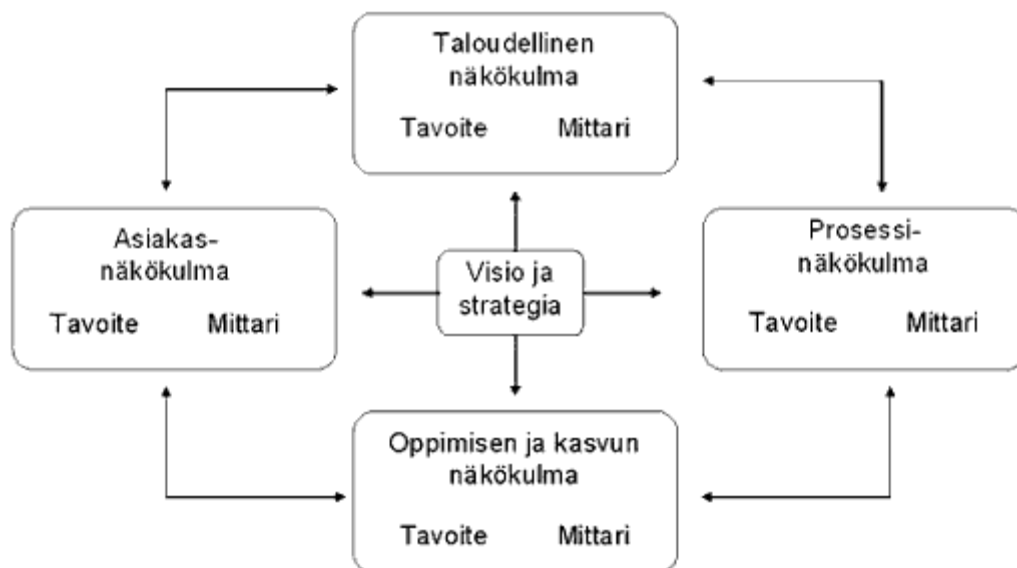 Taloudellinen
näkökulma
Tavoite Mittari
Asiakas-
näkökulma
Tavoite Mittari
Visio ja
strategia
Prosessi-
näkökulma
Tavoite Mittari
Oppimisen ja kasvun
näkökulma
Tavoite Mittari